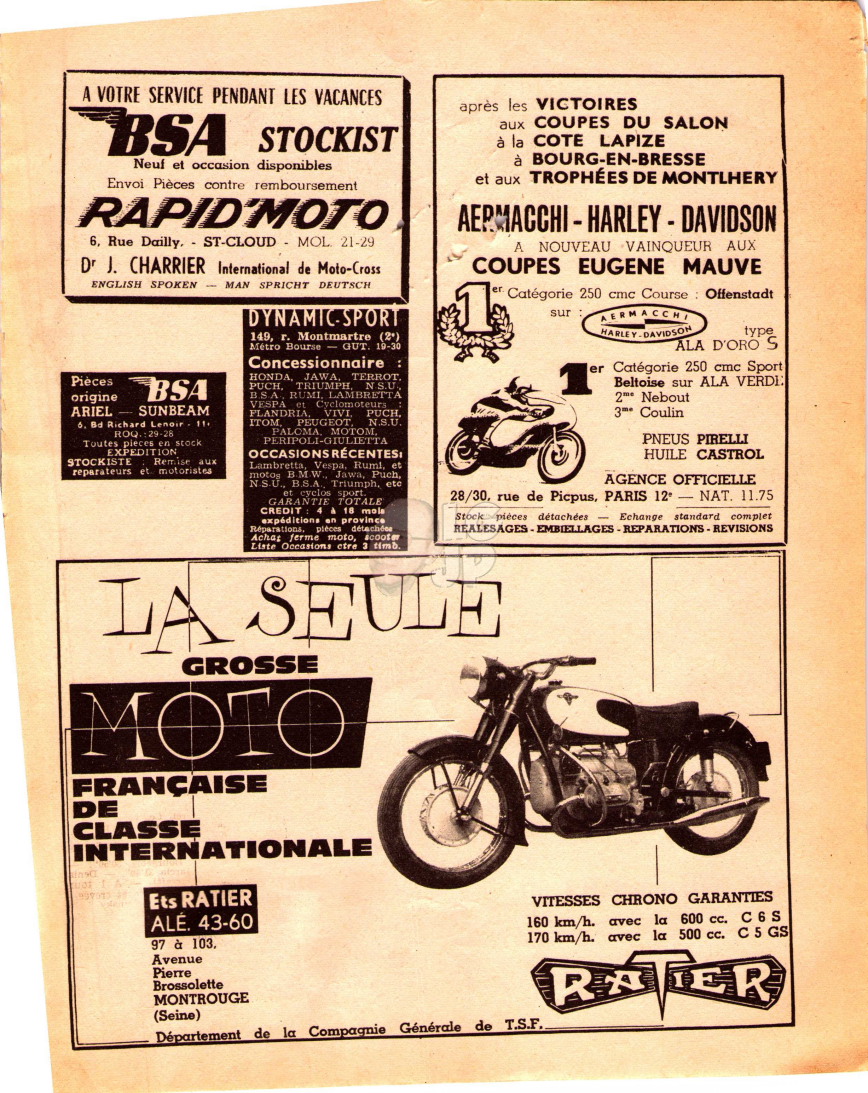 A VOTRE SERVICE PENDANT LES VACANCES
BSA STOCKIST
Neuf et occasion disponibles
Envoi Pièces contre remboursement
RAPID'MOTO
6, Rue Dailly. - ST-CLOUD - MOL. 21-29
Dr J. CHARRIER International de Moto-Cross
ENGLISH SPOKEN — MAN SPRICHT DEUTSCH
Pièces
origine BSA
ARIEL — SUNBEAM
6, Bd Richard Lenoir - 11e
ROQ.:29-28
Toutes pièces en stock
EXPEDITION
STOCKISTE : Remise aux
reparateurs et motoristes
DYNAMIC-SPORT
149, r. Montmartre (2e)
Métro Bourse — GUT. 19-30
Concessionnaire :
HONDA, JAWA, TERROT,
PUCH, TRIUMPH, N.S.U.,
B.S.A., RUMI, LAMBRETTA
VESPA et Cyclomoteurs :
FLANDRIA, VIVI, PUCH,
ITOM, PEUGEOT, N.S.U.
PALOMA, MOTOM,
PERIPOLI-GIULIETTA
OCCASIONS RÉCENTES:
Lambretta, Vespa, Rumi, et
motos B.M.W., Jawa, Puch,
N.S.U., B.S.A., Triumph, etc
et cyclos sport.
GARANTIE TOTALE
CREDIT : 4 à 18 mois
expéditions en province
Réparations, pièces détachées
Achat ferme moto, scooter
Liste Occasions ctre 3 timb.
après les VICTOIRES
aux COUPES DU SALON
à la COTE LAPIZE
à BOURG-EN-BRESSE
et aux TROPHÉES DE MONTLHERY
AERMACCHI - HARLEY - DAVIDSON
A NOUVEAU VAINQUEUR AUX
COUPES EUGENE MAUVE
1er Catégorie 250 cmc Course : Offenstadt
sur : AERMACCHI HARLEY-DAVIDSON
type
ALA D'ORO S
1er Catégorie 250 cmc Sport
Beltoise sur ALA VERDE
2me Nebout
3me Coulin
PNEUS PIRELLI
HUILE CASTROL
AGENCE OFFICIELLE
28/30, rue de Picpus, PARIS 12e — NAT. 11.75
Stock pièces détachées — Echange standard complet
RÉALESAGES - EMBIELLAGES - REPARATIONS - REVISIONS
LA SEULE
GROSSE
MOTO
FRANÇAISE
DE
CLASSE
INTERNATIONALE
Ets RATIER
ALÉ. 43-60
97 à 103,
Avenue
Pierre
Brossolette
MONTROUGE
(Seine)
VITESSES CHRONO GARANTIES
160 km/h. avec la 600 cc. C 6 S
170 km/h. avec la 500 cc. C 5 GS
RATIER
Département de la Compagnie Générale de T.S.F.